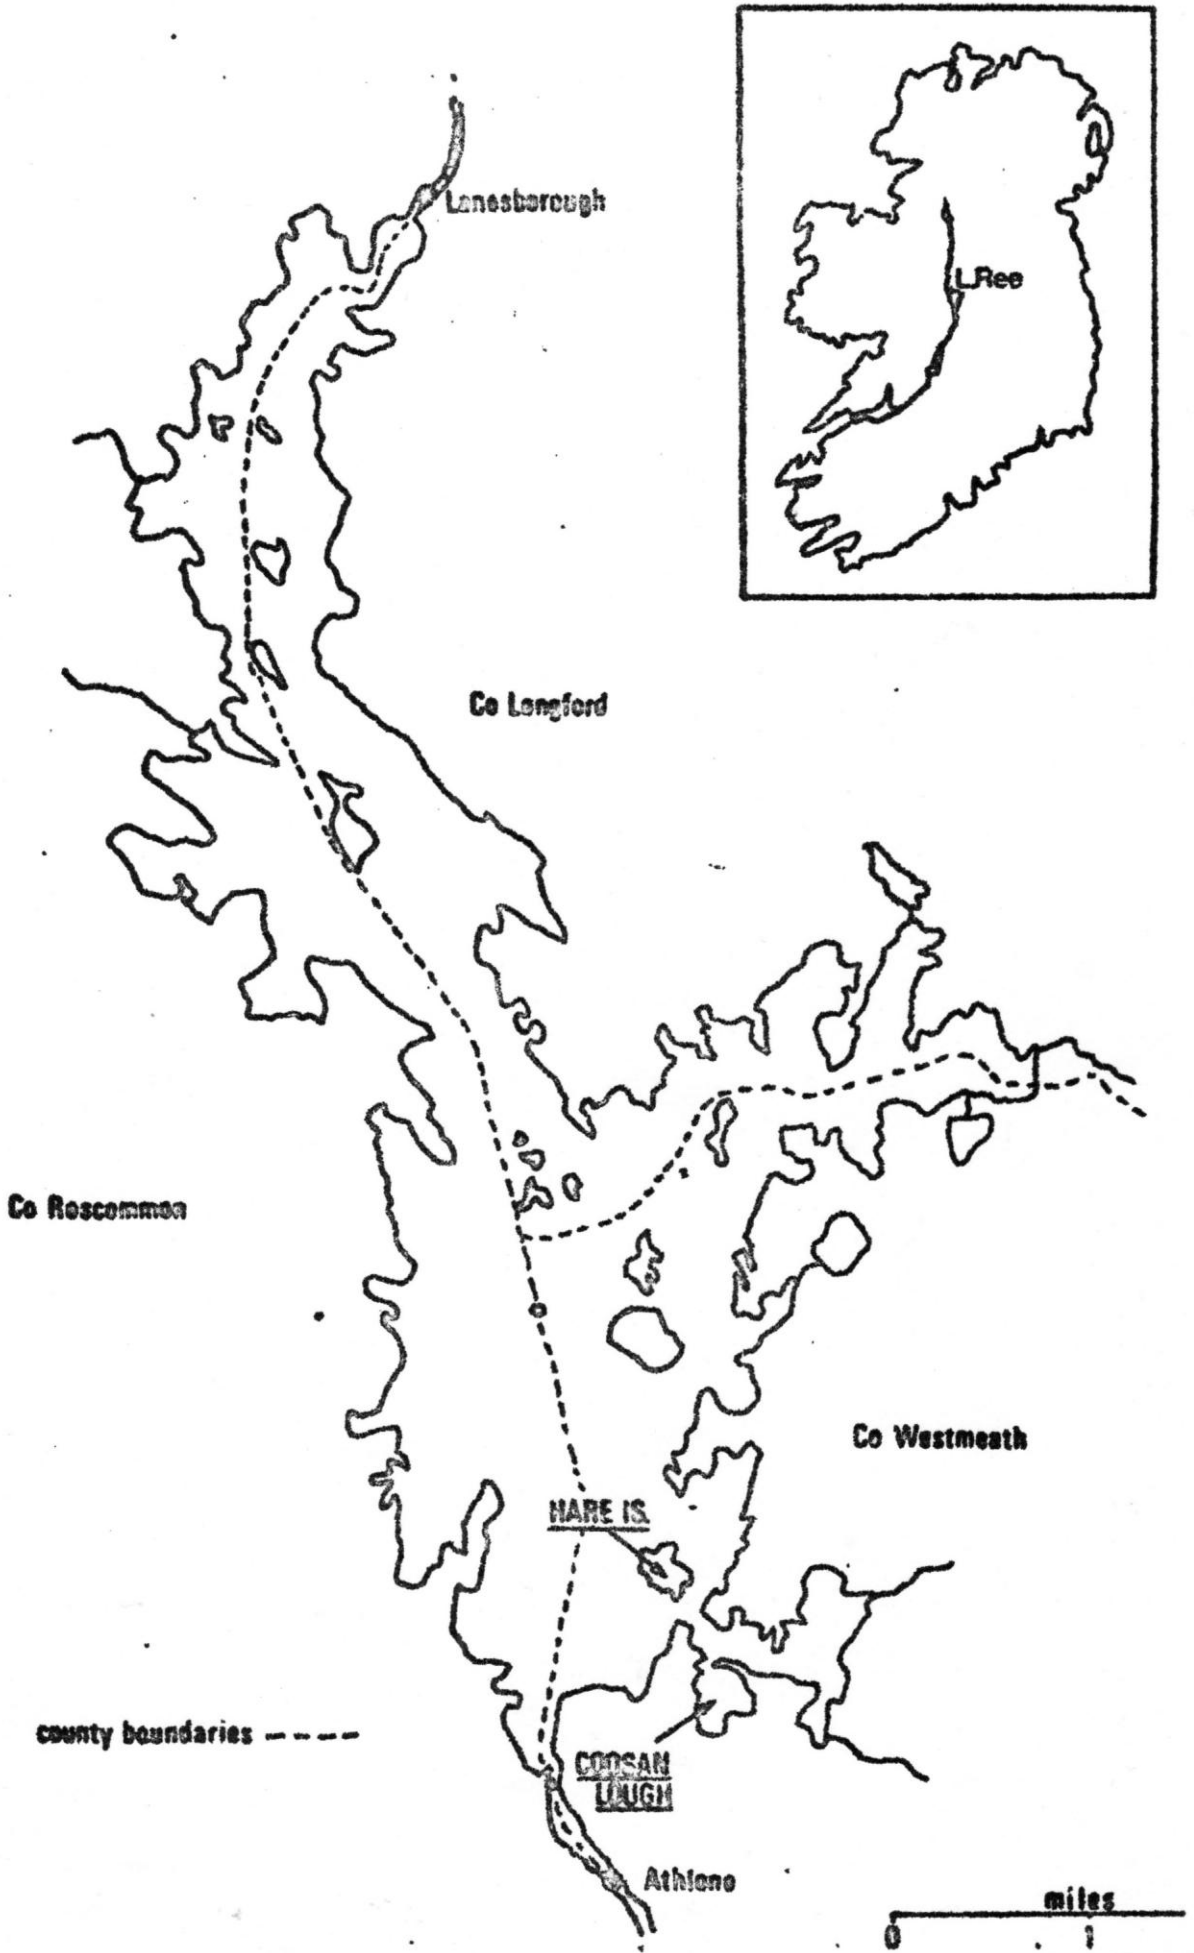 Lanesborough
L.Ree
Co Longford
Co Roscommon
Co Westmeath
HARE IS.
county boundaries
COOSAN
LOUGH
Athlone
miles
0 1